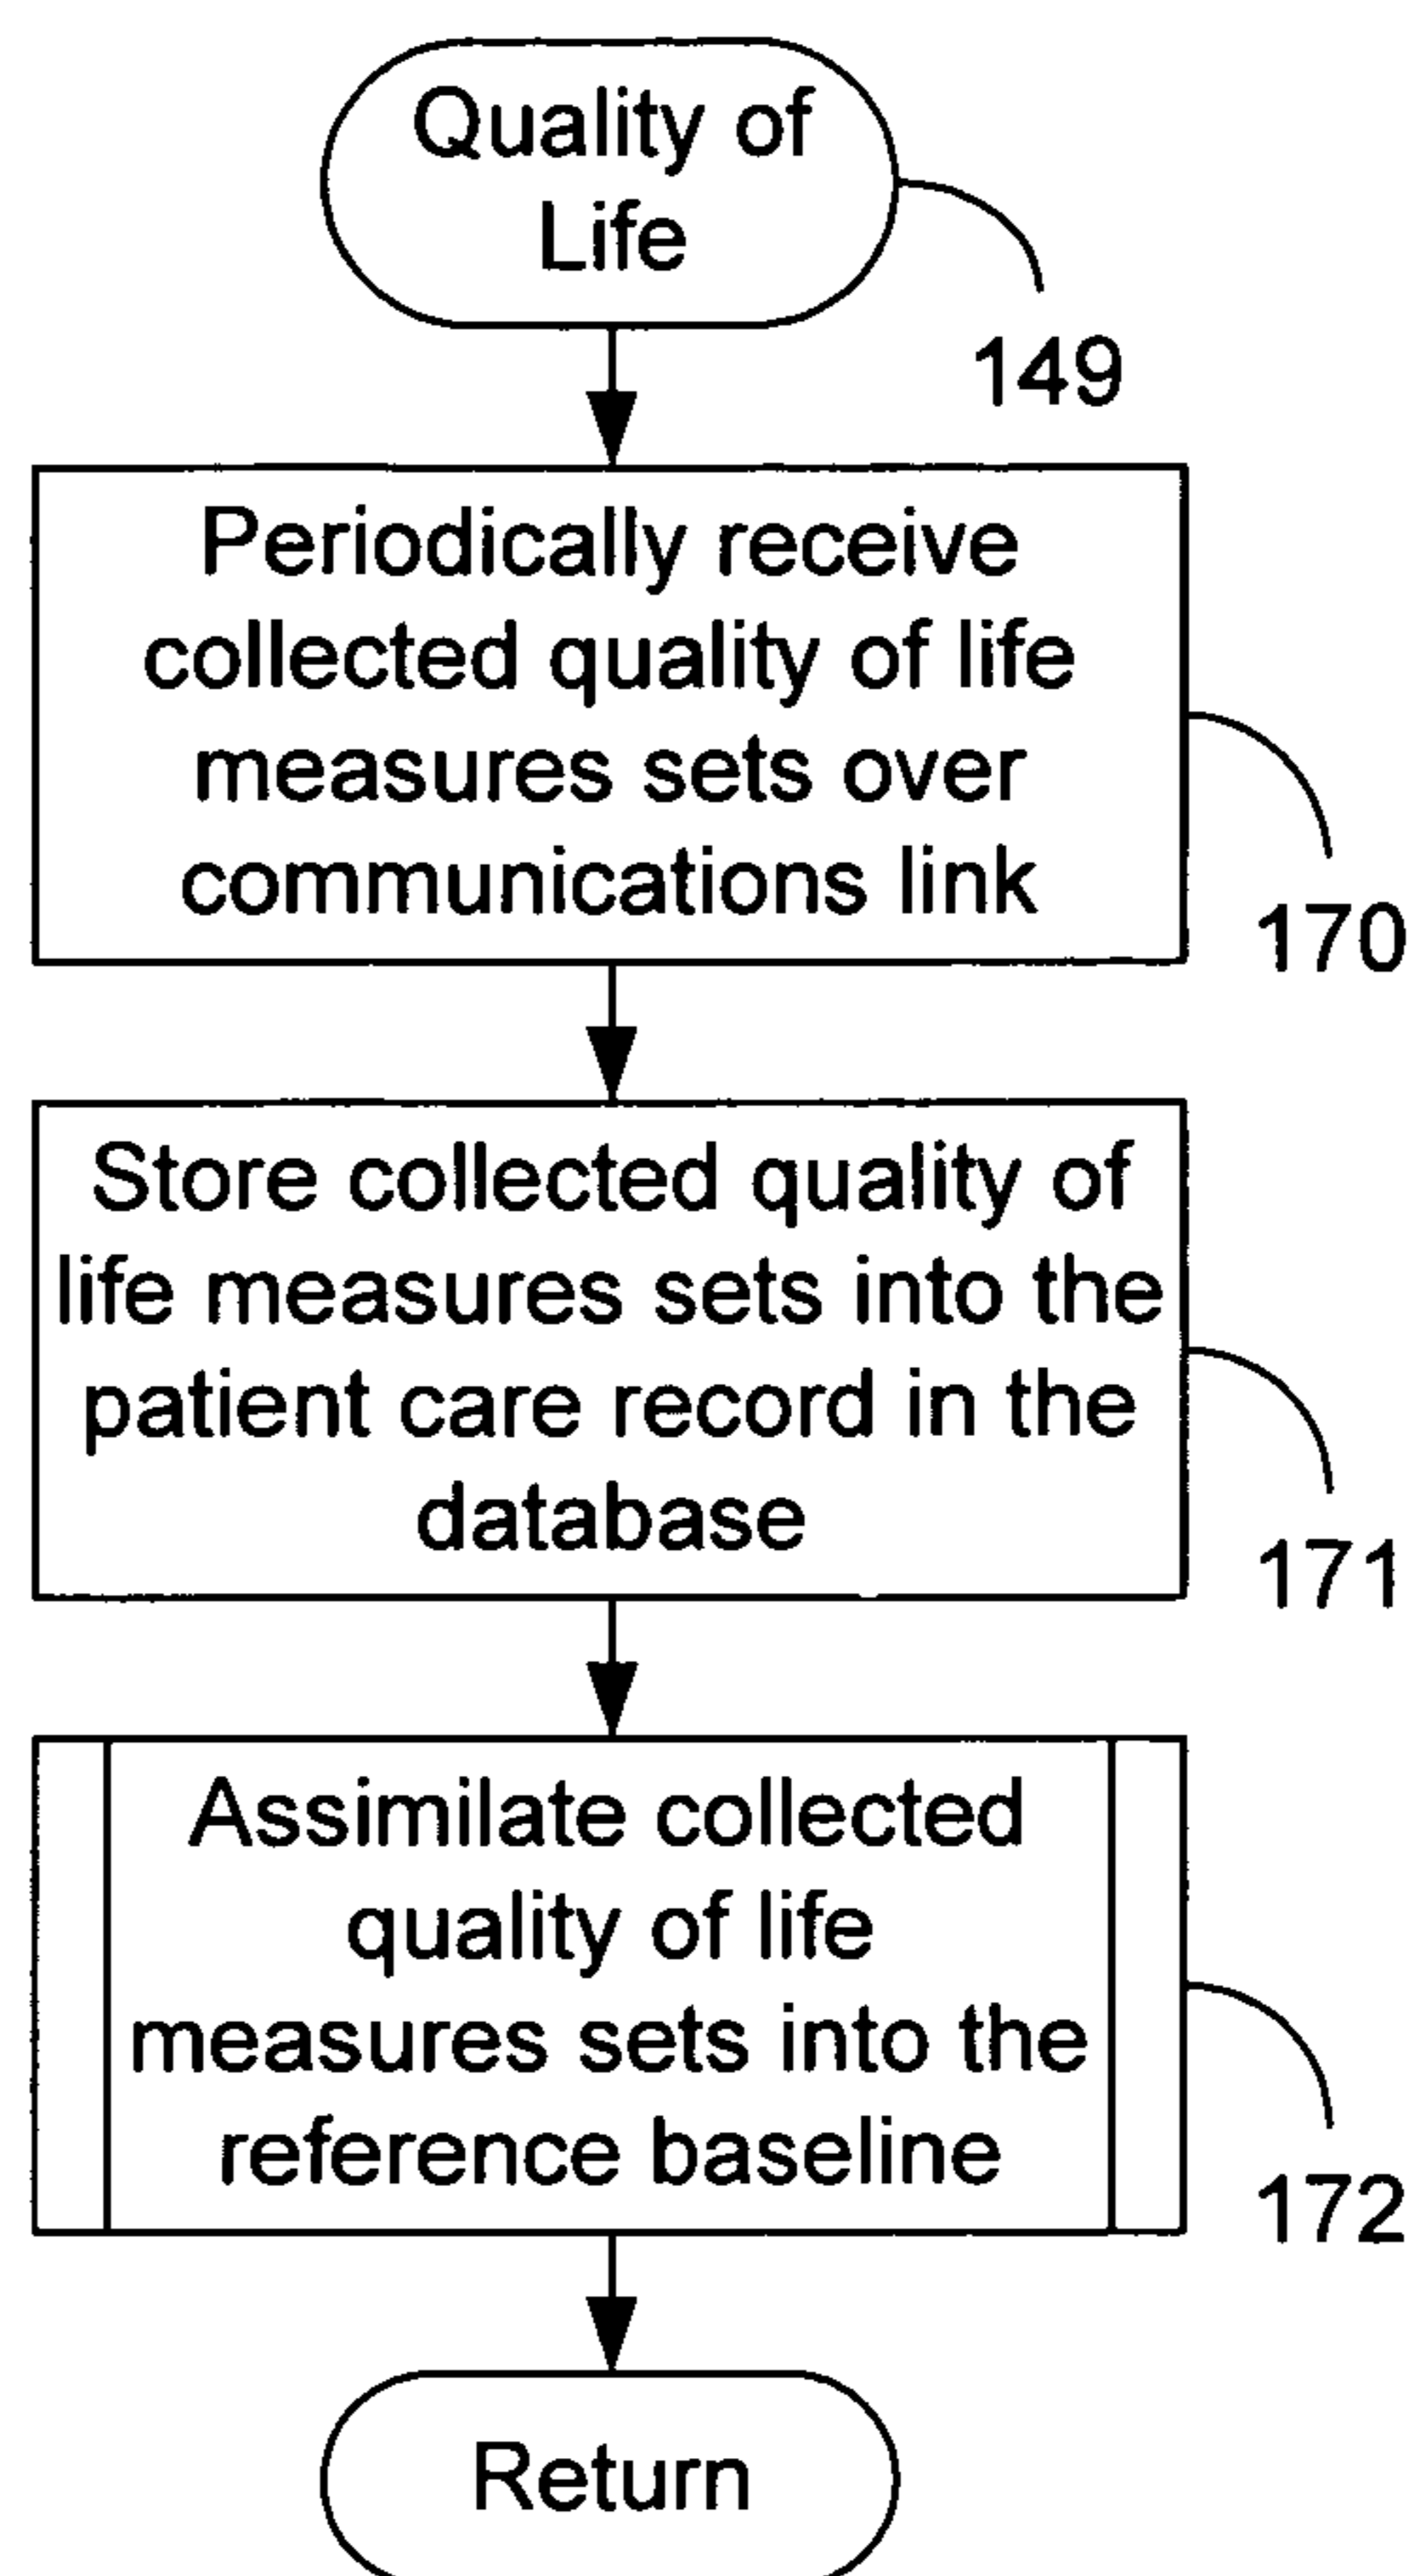 Quality of
Life
149
Periodically receive
collected quality of life
measures sets over
communications link
170
Store collected quality of
life measures sets into the
patient care record in the
database
171
Assimilate collected
quality of life
measures sets into the
reference baseline
172
Return